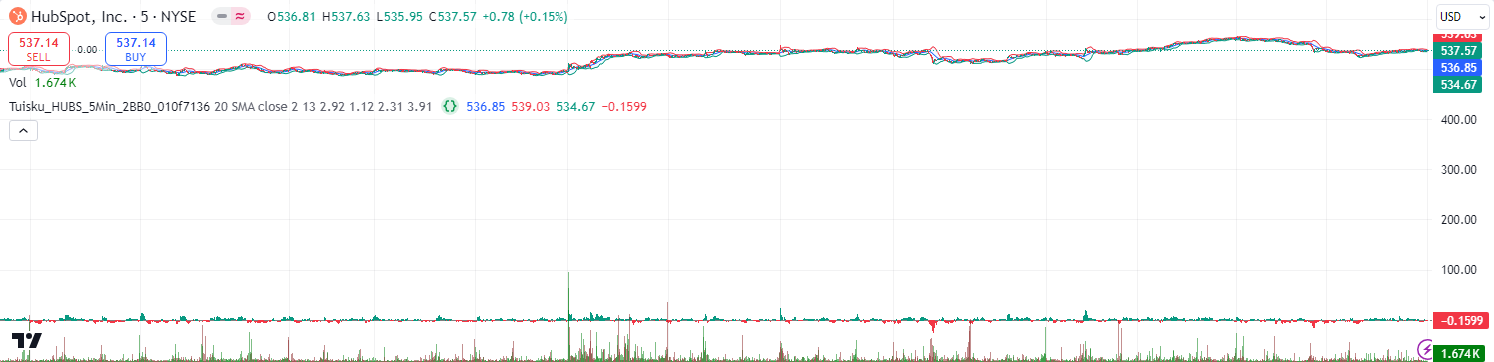 HubSpot, Inc. · 5 · NYSE O536.81 H537.63 L535.95 C537.57 +0.78 (+0.15%)
USD
537.14
SELL
0.00
537.14
BUY
Vol 1.674K
Tuisku_HUBS_5Min_2BB0_010f7136 20 SMA close 2 13 2.92 1.12 2.31 3.91 {} 536.85 539.03 534.67 −0.1599
537.57
536.85
534.67
400.00
300.00
200.00
100.00
−0.1599
1.674K